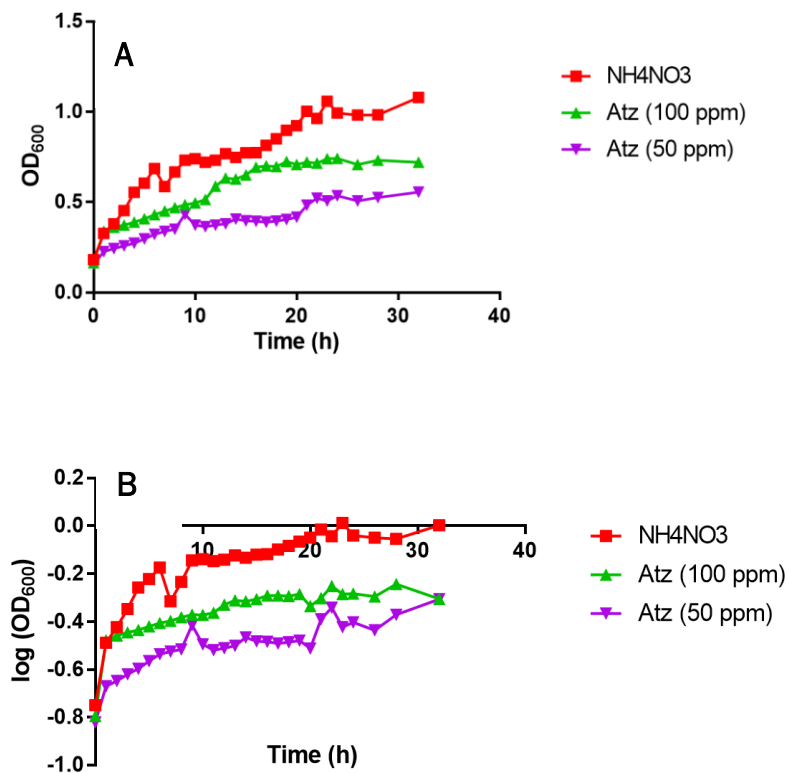 A
1.5
1.0
0.5
0.0
OD600
0 10 20 30 40
Time (h)
NH4NO3
Atz (100 ppm)
Atz (50 ppm)
B
0.2
0.0
-0.2
-0.4
-0.6
-0.8
-1.0
log (OD600)
10 20 30 40
Time (h)
NH4NO3
Atz (100 ppm)
Atz (50 ppm)